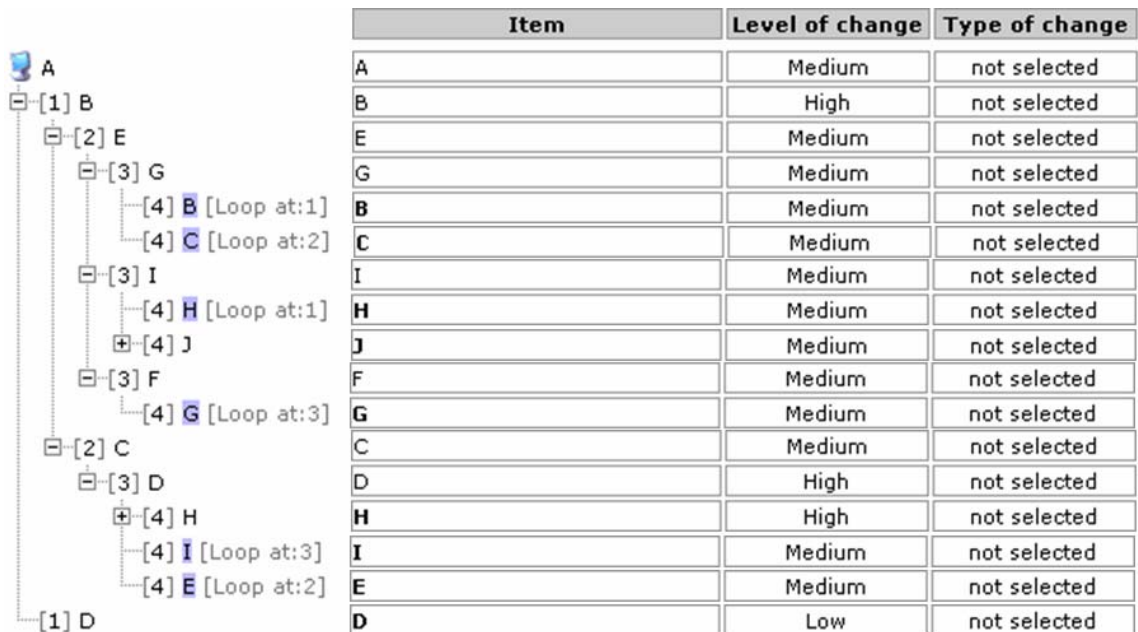 Item Level of change Type of change
A A Medium not selected
[1] B B High not selected
[2] E E Medium not selected
[3] G G Medium not selected
[4] B [Loop at:1] B Medium not selected
[4] C [Loop at:2] C Medium not selected
[3] I I Medium not selected
[4] H [Loop at:1] H Medium not selected
[4] J J Medium not selected
[3] F F Medium not selected
[4] G [Loop at:3] G Medium not selected
[2] C C Medium not selected
[3] D D High not selected
[4] H H High not selected
[4] I [Loop at:3] I Medium not selected
[4] E [Loop at:2] E Medium not selected
[1] D D Low not selected